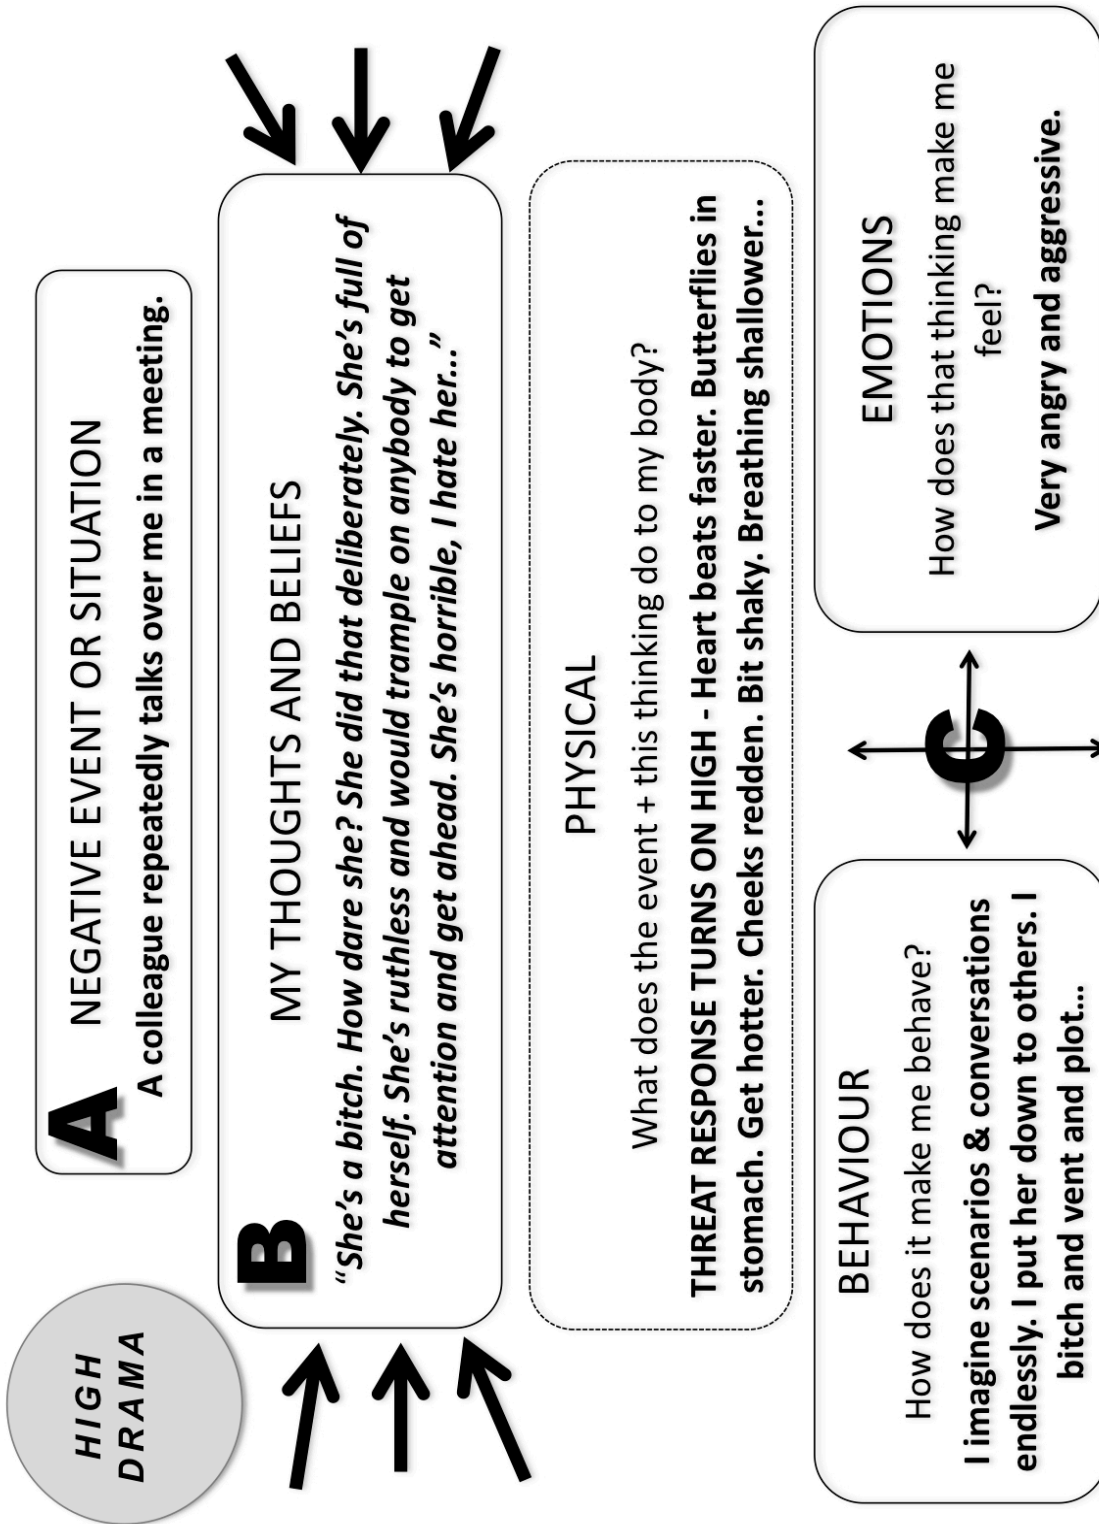 HIGH
DRAMA
A
NEGATIVE EVENT OR SITUATION
A colleague repeatedly talks over me in a meeting.
B
MY THOUGHTS AND BELIEFS
“She’s a bitch. How dare she? She did that deliberately. She’s full of
herself. She’s ruthless and would trample on anybody to get
attention and get ahead. She’s horrible, I hate her...”
PHYSICAL
What does the event + this thinking do to my body?
THREAT RESPONSE TURNS ON HIGH - Heart beats faster. Butterflies in
stomach. Get hotter. Cheeks redden. Bit shaky. Breathing shallower...
BEHAVIOUR
How does it make me behave?
I imagine scenarios & conversations
endlessly. I put her down to others. I
bitch and vent and plot...
C
EMOTIONS
How does that thinking make me
feel?
Very angry and aggressive.